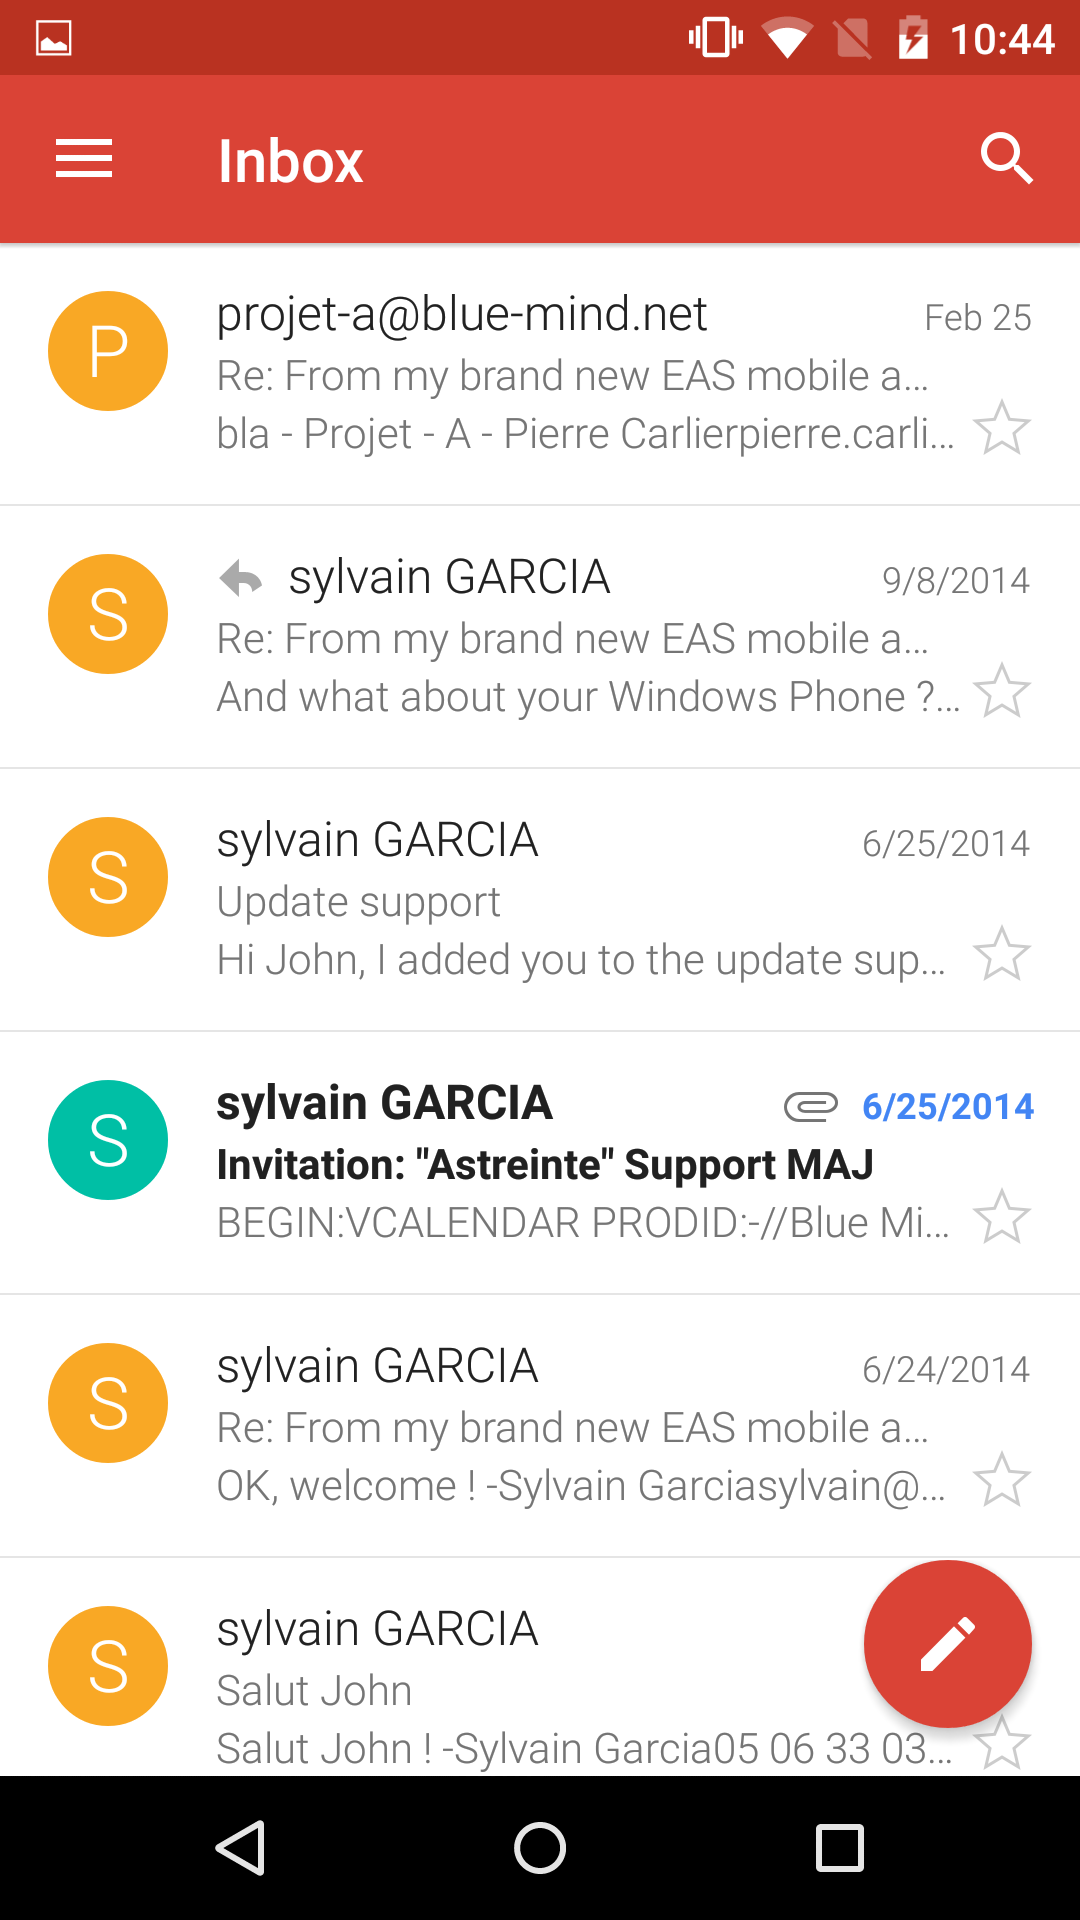 10:44
Inbox
P
projet-a@blue-mind.net Feb 25
Re: From my brand new EAS mobile a...
bla - Projet - A - Pierre Carlierpierre.carli...
S
sylvain GARCIA 9/8/2014
Re: From my brand new EAS mobile a...
And what about your Windows Phone ?...
S
sylvain GARCIA 6/25/2014
Update support
Hi John, I added you to the update sup...
S
sylvain GARCIA 6/25/2014
Invitation: "Astreinte" Support MAJ
BEGIN:VCALENDAR PRODID:-//Blue Mi...
S
sylvain GARCIA 6/24/2014
Re: From my brand new EAS mobile a...
OK, welcome ! -Sylvain Garciasylvain@...
S
sylvain GARCIA
Salut John
Salut John ! -Sylvain Garcia05 06 33 03...